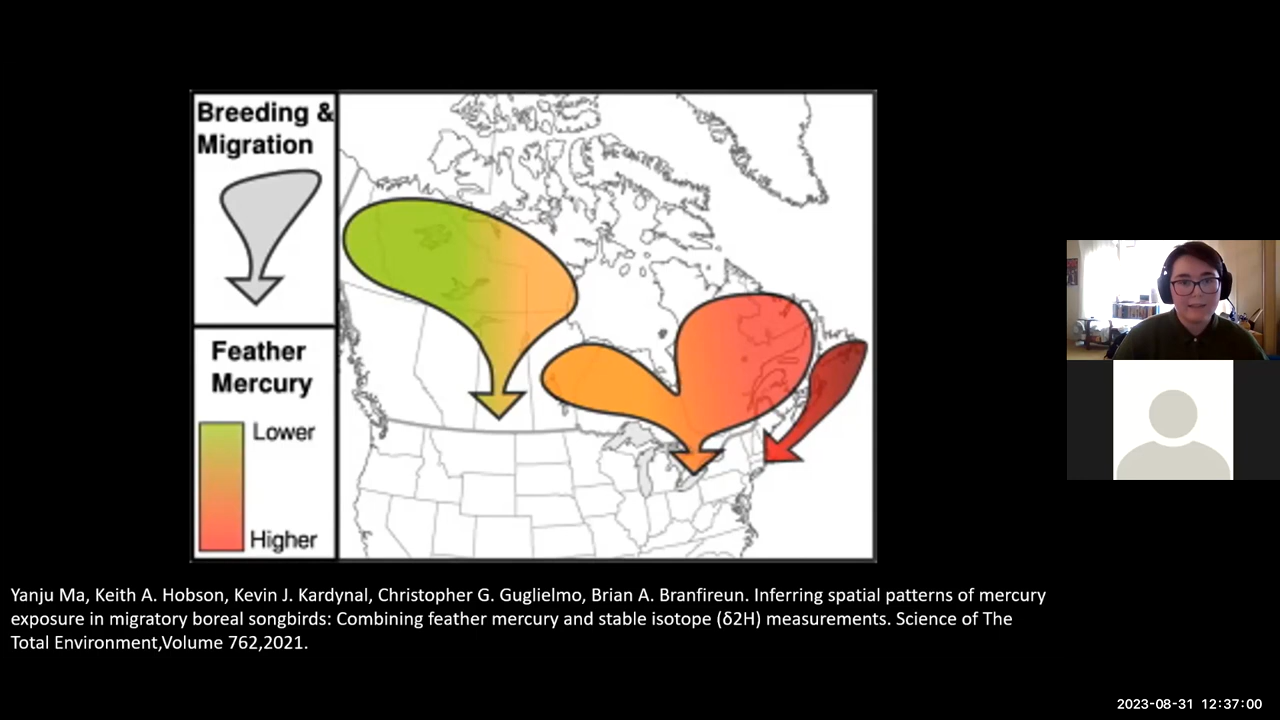 Breeding &
Migration
Feather
Mercury
Lower
Higher
Yanju Ma, Keith A. Hobson, Kevin J. Kardynal, Christopher G. Guglielmo, Brian A. Branfireun. Inferring spatial patterns of mercury
exposure in migratory boreal songbirds: Combining feather mercury and stable isotope (δ2H) measurements. Science of The
Total Environment,Volume 762,2021.
2023-08-31 12:37:00